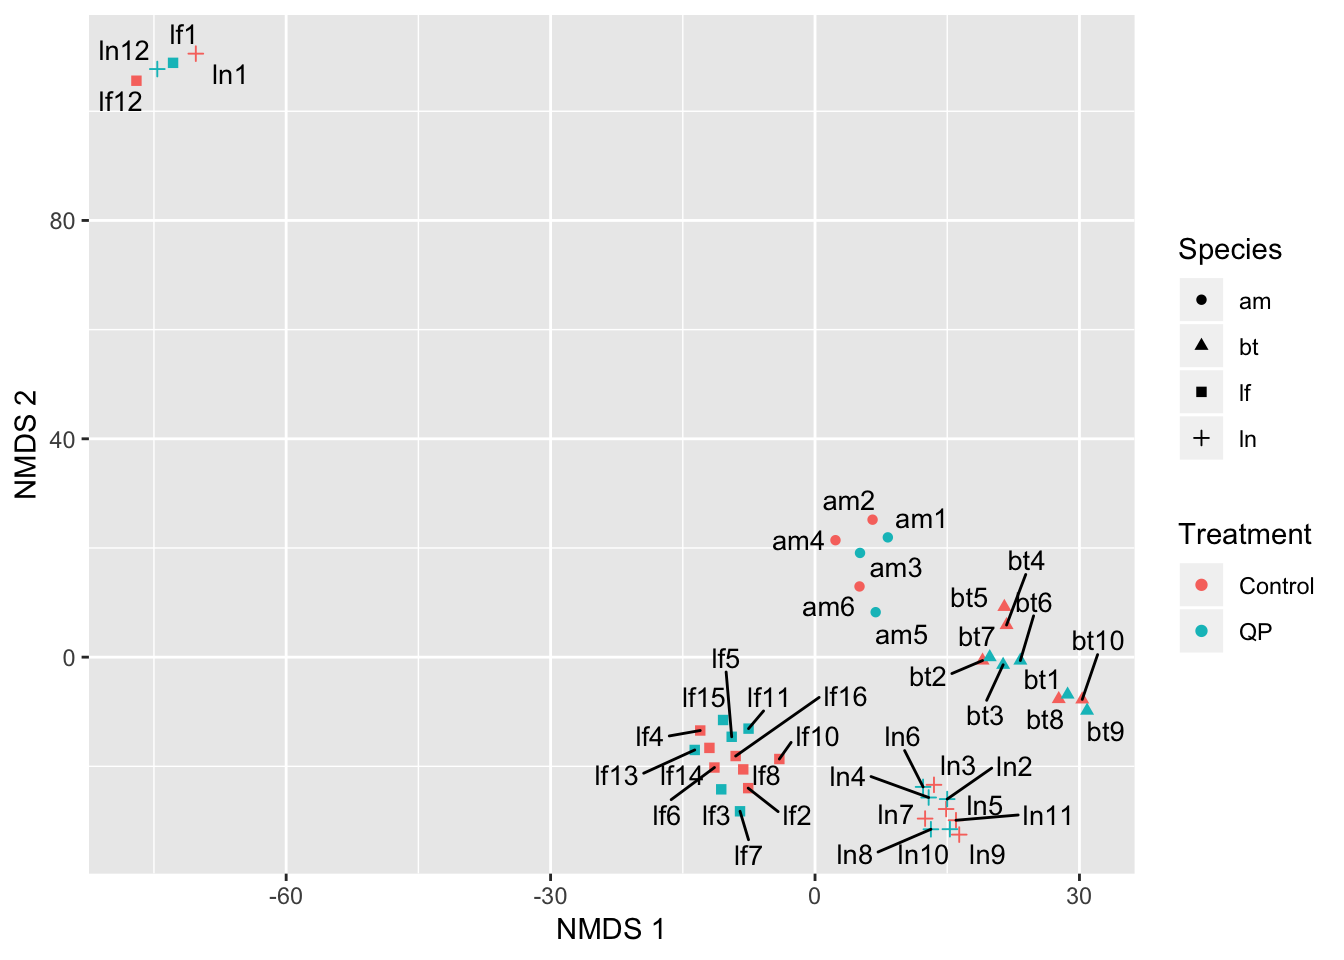 lf1
ln12
ln1
lf12
80
40
0
NMDS 2
am2
am1
am4
am3
am6
am5
bt4
bt5
bt6
bt7
bt10
bt2
bt1
bt3
bt8
bt9
lf5
lf15
lf11
lf16
lf4
lf10
lf13
lf14
lf8
lf6
lf3
lf2
lf7
ln6
ln3
ln2
ln4
ln5
ln7
ln11
ln8
ln10
ln9
-60
-30
0
30
NMDS 1
Species
am
bt
lf
ln
Treatment
Control
QP